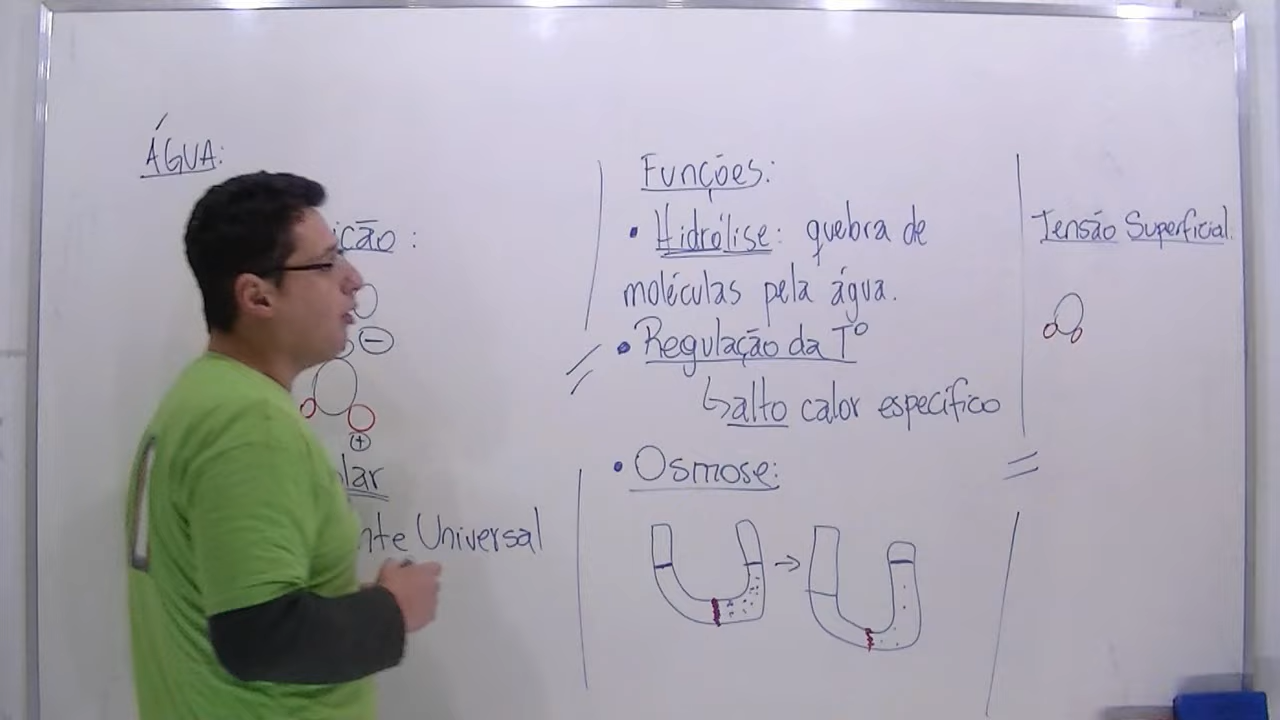 ÁGUA:
ição:
−
+
lar
nte Universal
Funções:
• Hidrólise: quebra de
moléculas pela água.
• Regulação da Tº
↳ alto calor específico
• Osmose:
→
Tensão Superficial: